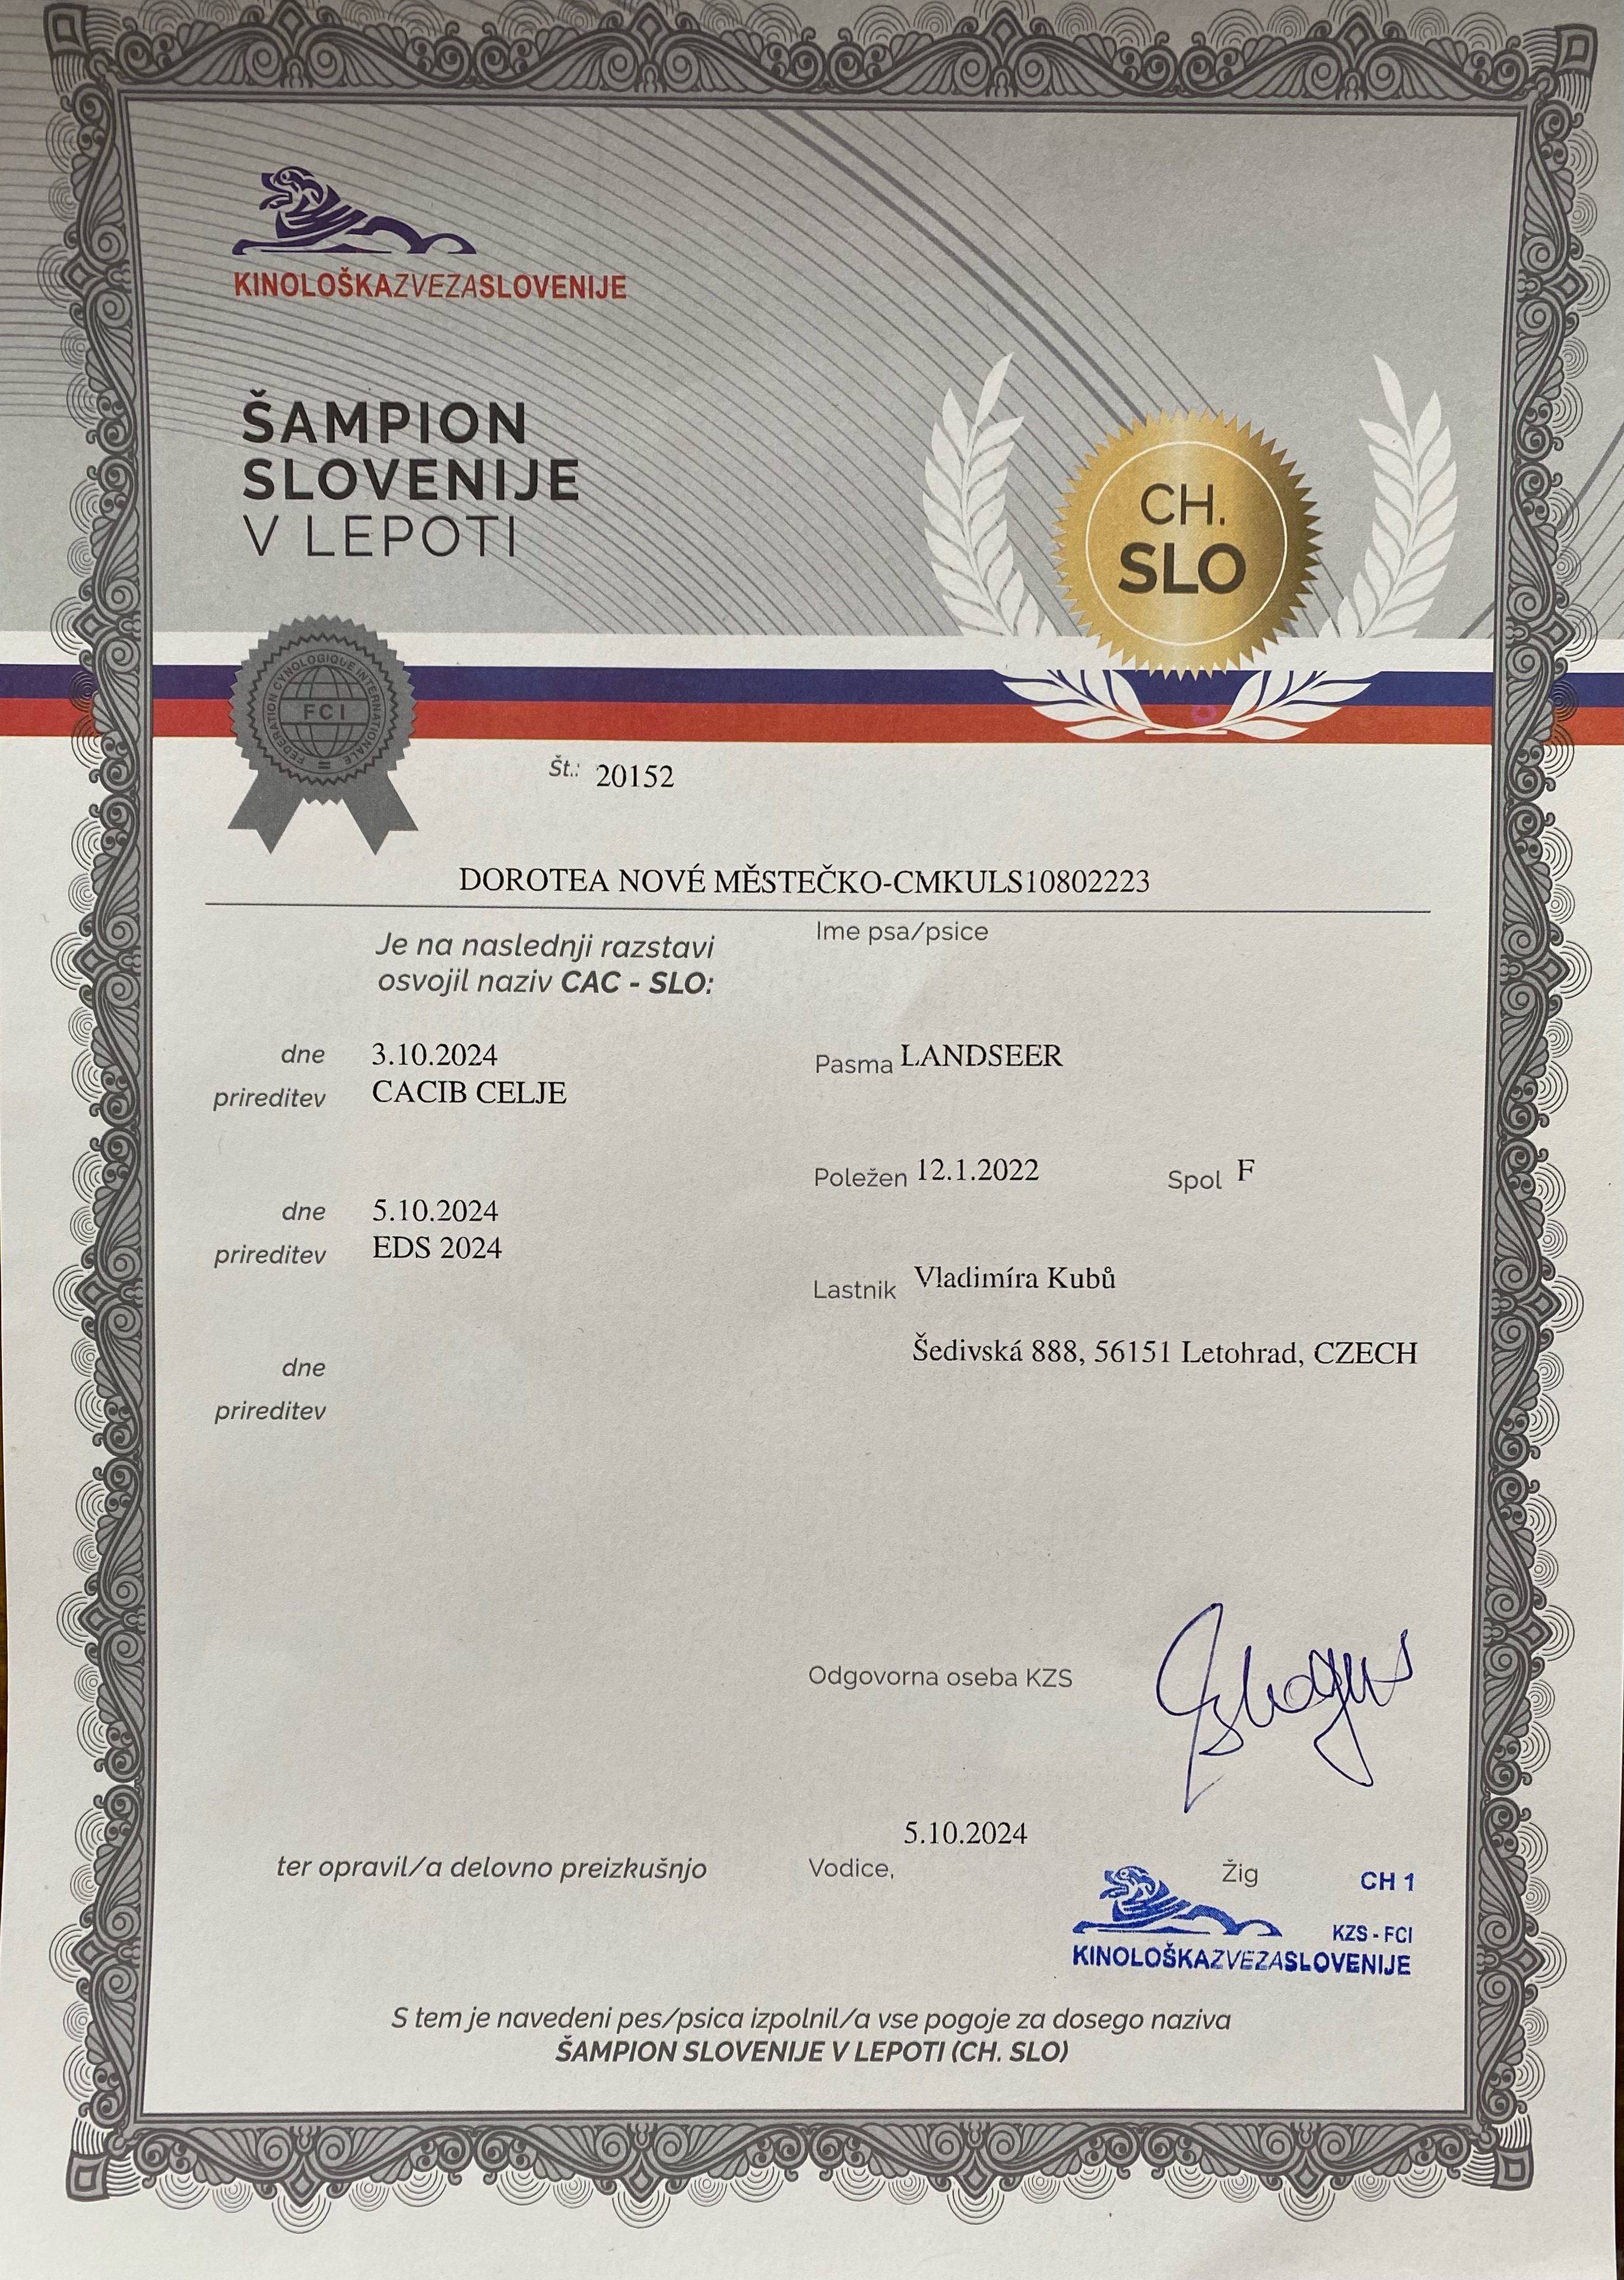 KINOLOŠKAZVEZASLOVENIJE
ŠAMPION
SLOVENIJE
V LEPOTI
CH.
SLO
FEDERATION CYNOLOGIQUE INTERNATIONALE
FCI
Št.: 20152
DOROTEA NOVÉ MĚSTEČKO-CMKULS10802223
Ime psa/psice
Je na naslednji razstavi
osvojil naziv CAC - SLO:
dne 3.10.2024
prireditev CACIB CELJE
dne 5.10.2024
prireditev EDS 2024
dne
prireditev
Pasma LANDSEER
Poležen 12.1.2022 Spol F
Lastnik Vladimíra Kubů
Šedivská 888, 56151 Letohrad, CZECH
Odgovorna oseba KZS
ter opravil/a delovno preizkušnjo
5.10.2024
Vodice,
Žig
CH 1
KZS - FCI
KINOLOŠKAZVEZASLOVENIJE
S tem je navedeni pes/psica izpolnil/a vse pogoje za dosego naziva
ŠAMPION SLOVENIJE V LEPOTI (CH. SLO)